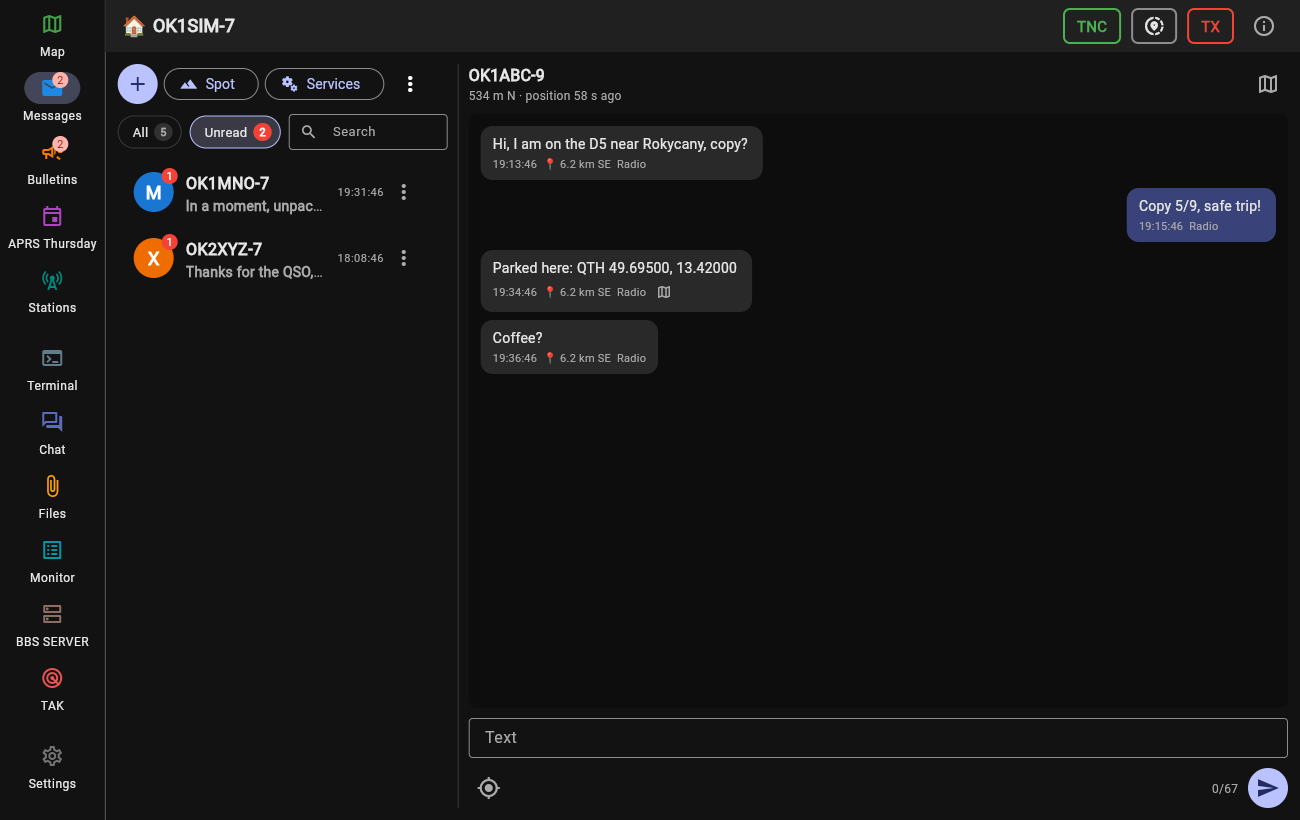 Map
2
Messages
2
Bulletins
APRS Thursday
Stations
Terminal
Chat
Files
Monitor
BBS SERVER
TAK
Settings
OK1SIM-7
TNC
TX
Spot
Services
All 5
Unread 2
Search
M
1
OK1MNO-7
In a moment, unpac…
19:31:46
X
1
OK2XYZ-7
Thanks for the QSO,…
18:08:46
OK1ABC-9
534 m N · position 58 s ago
Hi, I am on the D5 near Rokycany, copy?
19:13:46 6.2 km SE Radio
Copy 5/9, safe trip!
19:15:46 Radio
Parked here: QTH 49.69500, 13.42000
19:34:46 6.2 km SE Radio
Coffee?
19:36:46 6.2 km SE Radio
Text
0/67